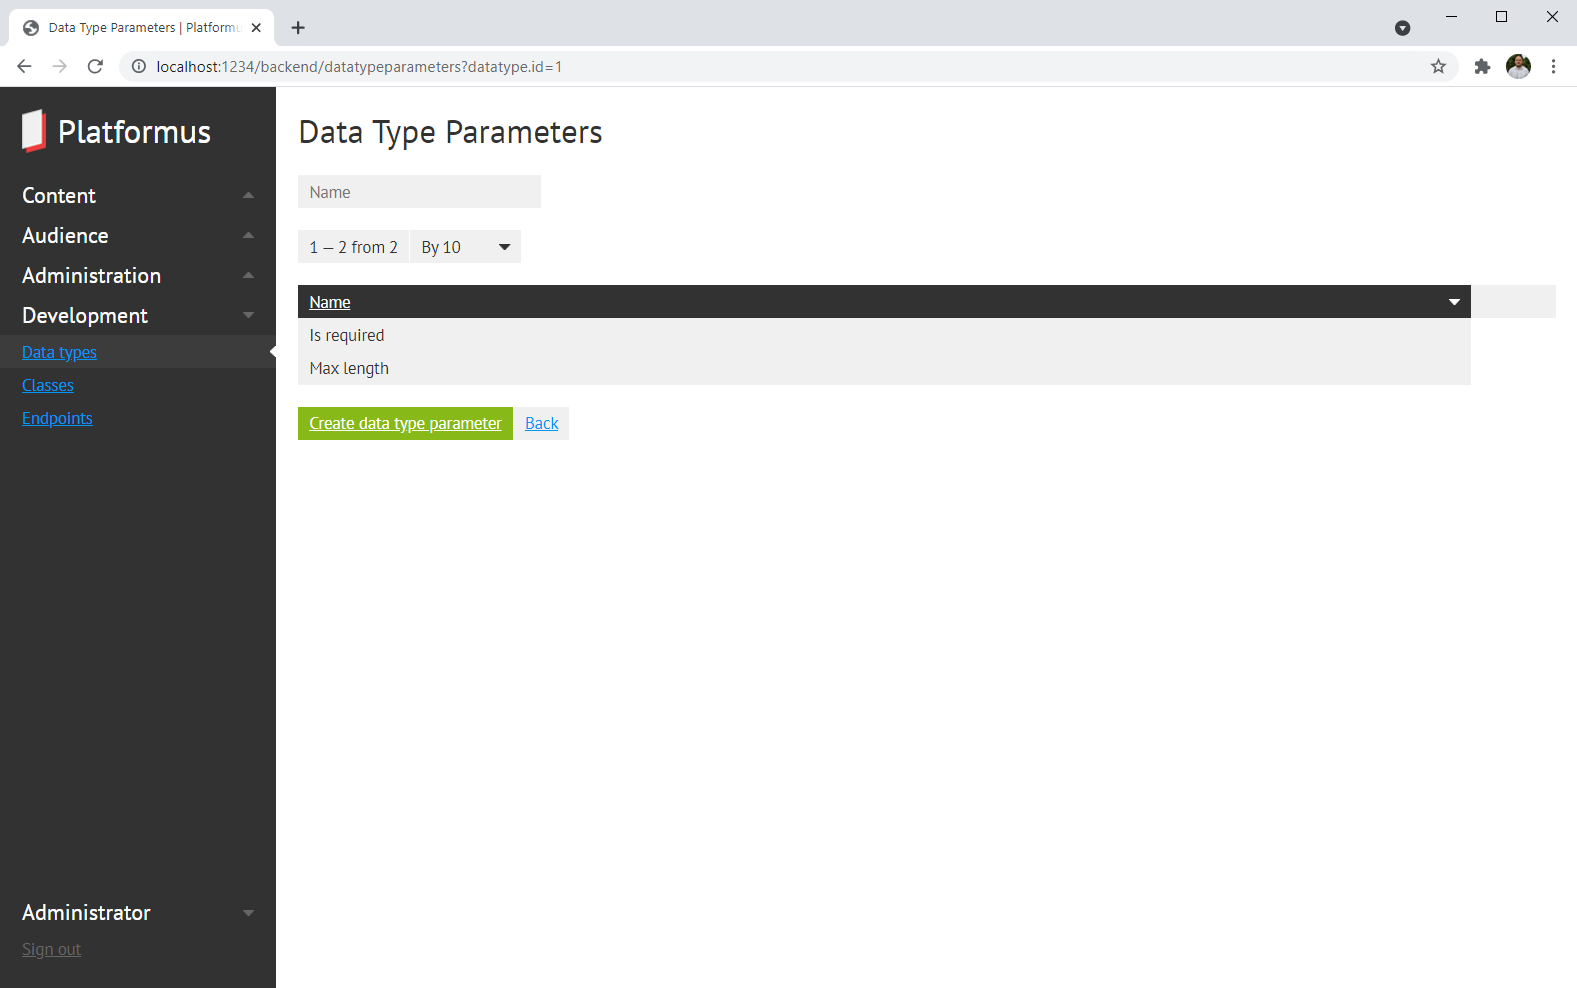 Data Type Parameters | Platformu
localhost:1234/backend/datatypeparameters?datatype.id=1
Platformus
Content
Audience
Administration
Development
Data types
Classes
Endpoints
Administrator
Sign out
Data Type Parameters
Name
1 — 2 from 2
By 10
Name
Is required
Max length
Create data type parameter
Back